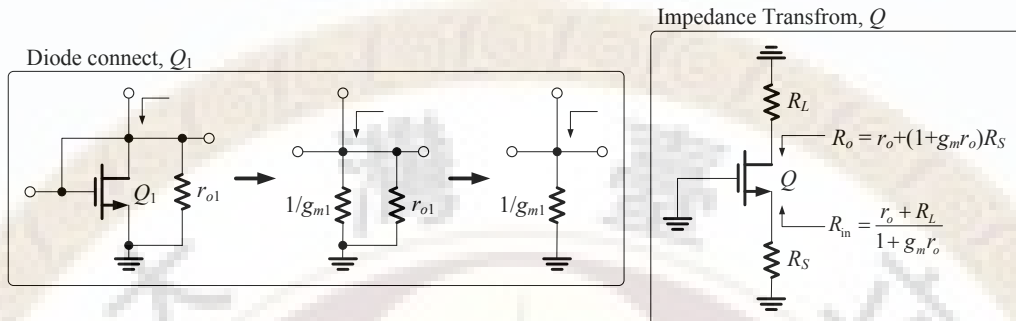 Impedance Transfrom, Q
Diode connect, Q1
Q1
ro1
1/gm1
ro1
1/gm1
RL
Ro = ro+(1+gmro)RS
Q
Rin = (ro + RL)/(1 + gmro)
RS